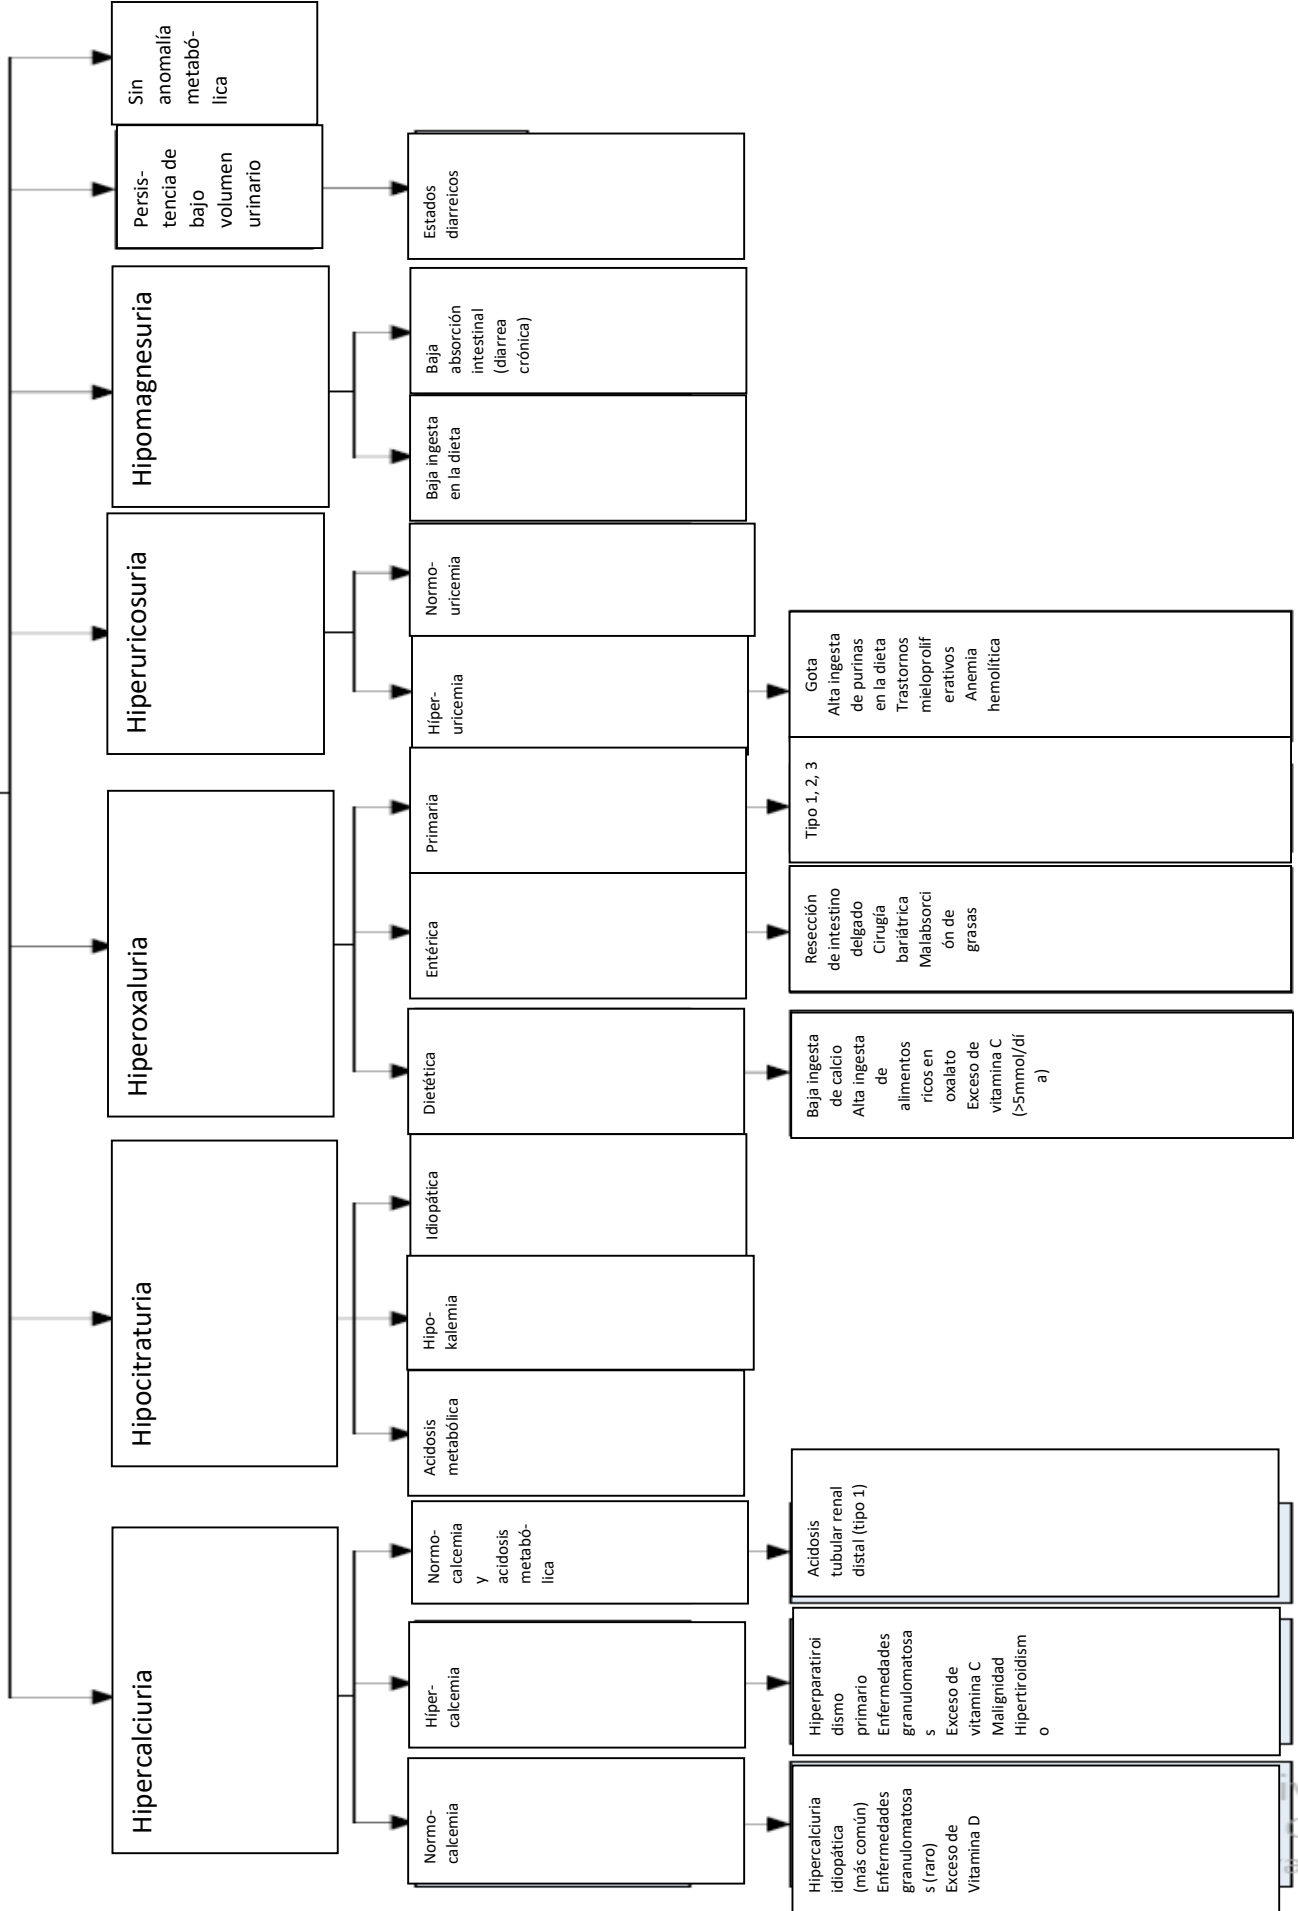 Hipercalciuria
Hipocitraturia
Hiperoxaluria
Hiperuricosuria
Hipomagnesuria
Persis-
tencia de
bajo
volumen
urinario
Sin
anomalía
metabó-
lica
Normo-
calcemia
Híper-
calcemia
Normo-
calcemia
y
acidosis
metabó-
lica
Acidosis
metabólica
Hipo-
kalemia
Idiopática
Dietética
Entérica
Primaria
Híper-
uricemia
Normo-
uricemia
Baja ingesta
en la dieta
Baja
absorción
intestinal
(diarrea
crónica)
Estados
diarreicos
Hipercalciuria
idiopática
(más común)
Enfermedades
granulomatosa
s (raro)
Exceso de
Vitamina D
Hiperparatiroi
dismo
primario
Enfermedades
granulomatosa
s
Exceso de
vitamina C
Malignidad
Hipertiroidism
o
Acidosis
tubular renal
distal (tipo 1)
Baja ingesta
de calcio
Alta ingesta
de
alimentos
ricos en
oxalato
Exceso de
vitamina C
(>5mmol/dí
a)
Resección
de intestino
delgado
Cirugía
bariátrica
Malabsorci
ón de
grasas
Tipo 1, 2, 3
Gota
Alta ingesta
de purinas
en la dieta
Trastornos
mieloprolif
erativos
Anemia
hemolítica